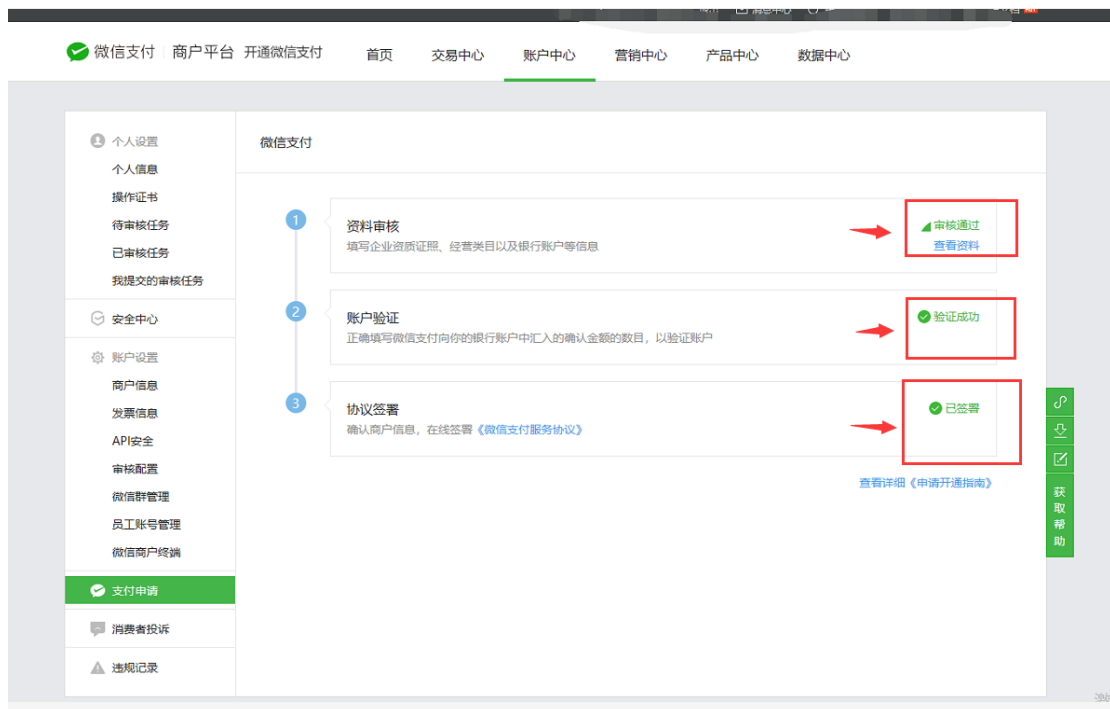 消息中心
微信支付 商户平台 开通微信支付 首页 交易中心 账户中心 营销中心 产品中心 数据中心
个人设置
个人信息
操作证书
待审核任务
已审核任务
我提交的审核任务
安全中心
账户设置
商户信息
发票信息
API安全
审核配置
微信群管理
员工账号管理
微信商户终端
支付申请
消费者投诉
违规记录
微信支付
1
资料审核
填写企业资质证照、经营类目以及银行账户等信息
审核通过
查看资料
2
账户验证
正确填写微信支付向你的银行账户中汇入的确认金额的数目，以验证账户
验证成功
3
协议签署
确认商户信息，在线签署《微信支付服务协议》
已签署
查看详细《申请开通指南》
获
取
帮
助